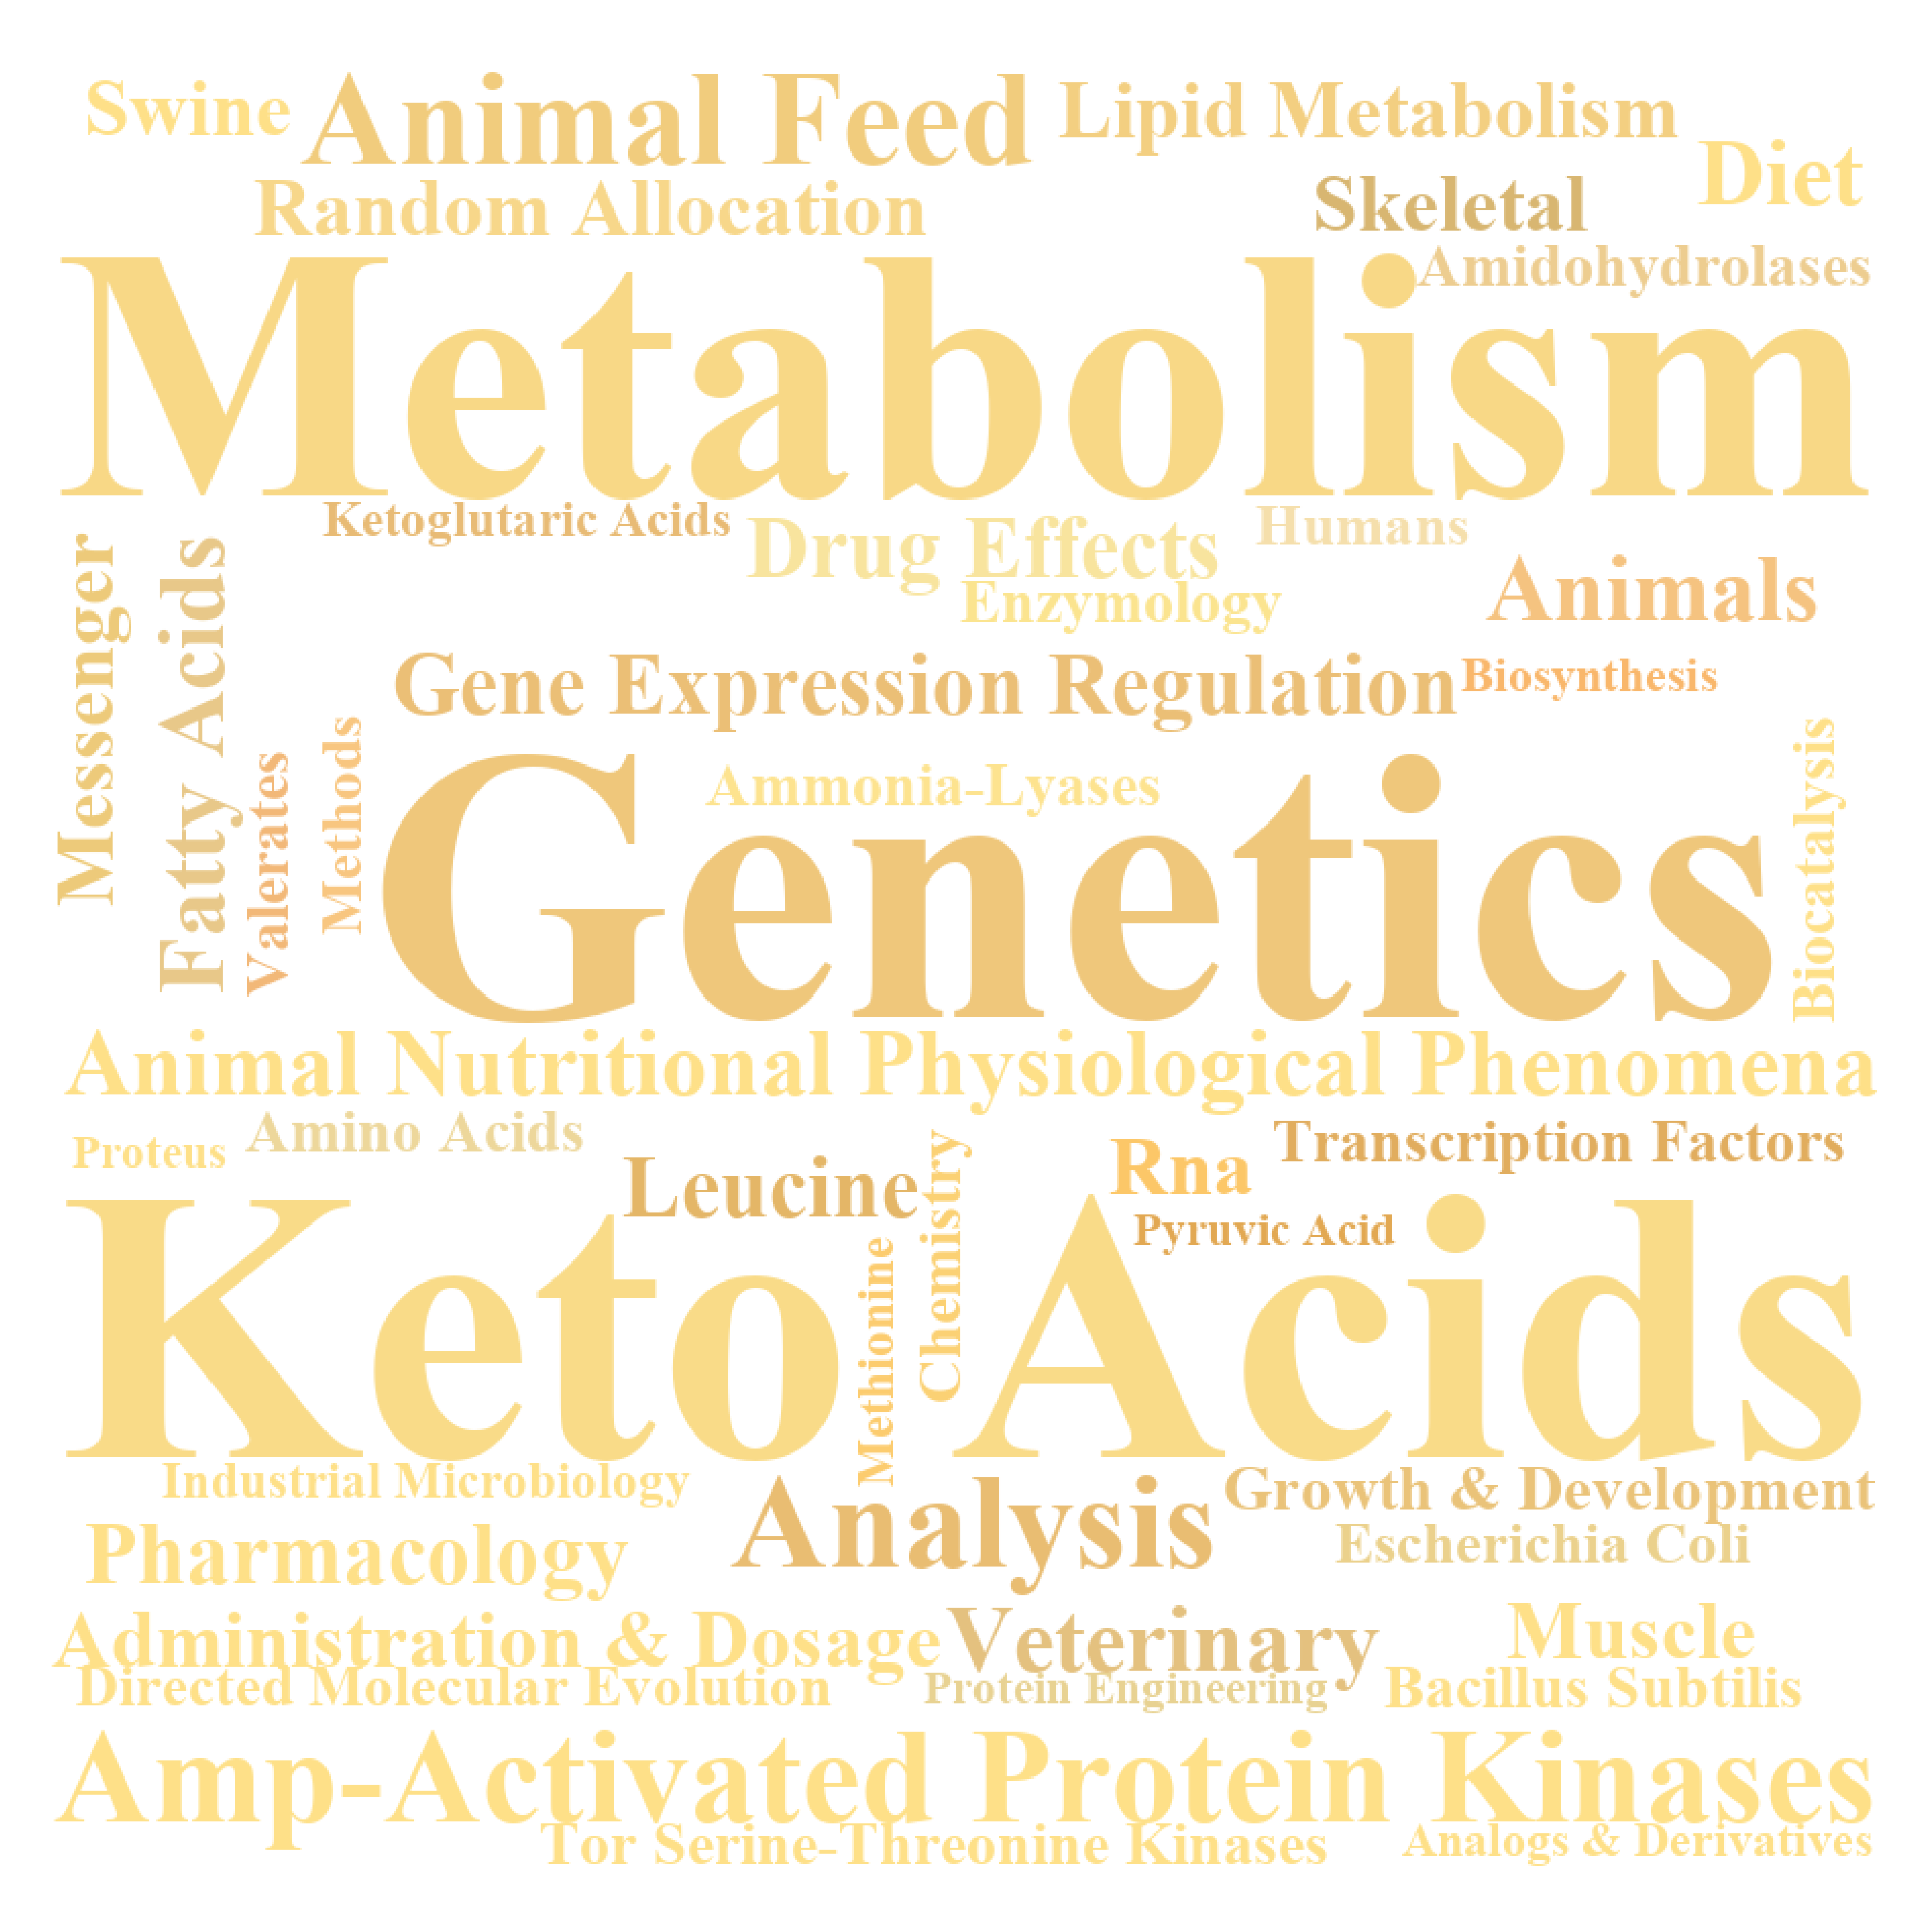 Swine
Animal Feed
Lipid Metabolism
Diet
Random Allocation
Skeletal
Amidohydrolases
Metabolism
Ketoglutaric Acids
Drug Effects
Humans
Enzymology
Animals
Messenger
Fatty Acids
Gene Expression Regulation
Biosynthesis
Valerates
Methods
Ammonia-Lyases
Genetics
Biocatalysis
Animal Nutritional Physiological Phenomena
Proteus
Amino Acids
Leucine
Chemistry
Rna
Transcription Factors
Pyruvic Acid
Keto Acids
Methionine
Industrial Microbiology
Analysis
Growth & Development
Pharmacology
Escherichia Coli
Administration & Dosage
Veterinary
Muscle
Directed Molecular Evolution
Protein Engineering
Bacillus Subtilis
Amp-Activated Protein Kinases
Tor Serine-Threonine Kinases
Analogs & Derivatives